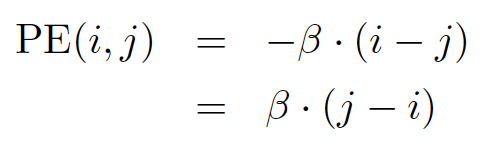 PE(i, j) = −β · (i − j)
= β · (j − i)